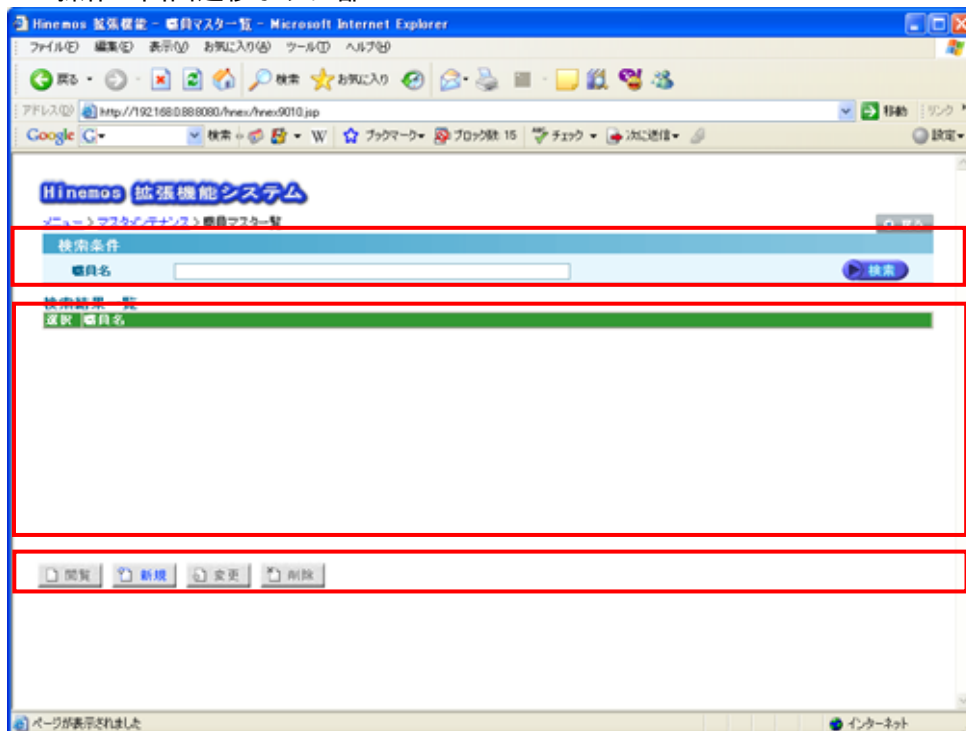 Hinemos 拡張機能 - 職員マスタ一覧 - Microsoft Internet Explorer
ファイル(F) 編集(E) 表示(V) お気に入り(A) ツール(T) ヘルプ(H)
戻る 検索 お気に入り
アドレス(D) http://192.168.0.88:8080/hnex/hnex9010.jsp 移動 リンク
Google G 検索 ブックマーク ブロック数: 15 チェック 次に送信 設定
Hinemos 拡張機能システム
メニュー > マスタメンテナンス > 職員マスタ一覧
検索条件
職員名 検索
検索結果一覧
選択 職員名
閲覧 新規 変更 削除
ページが表示されました インターネット